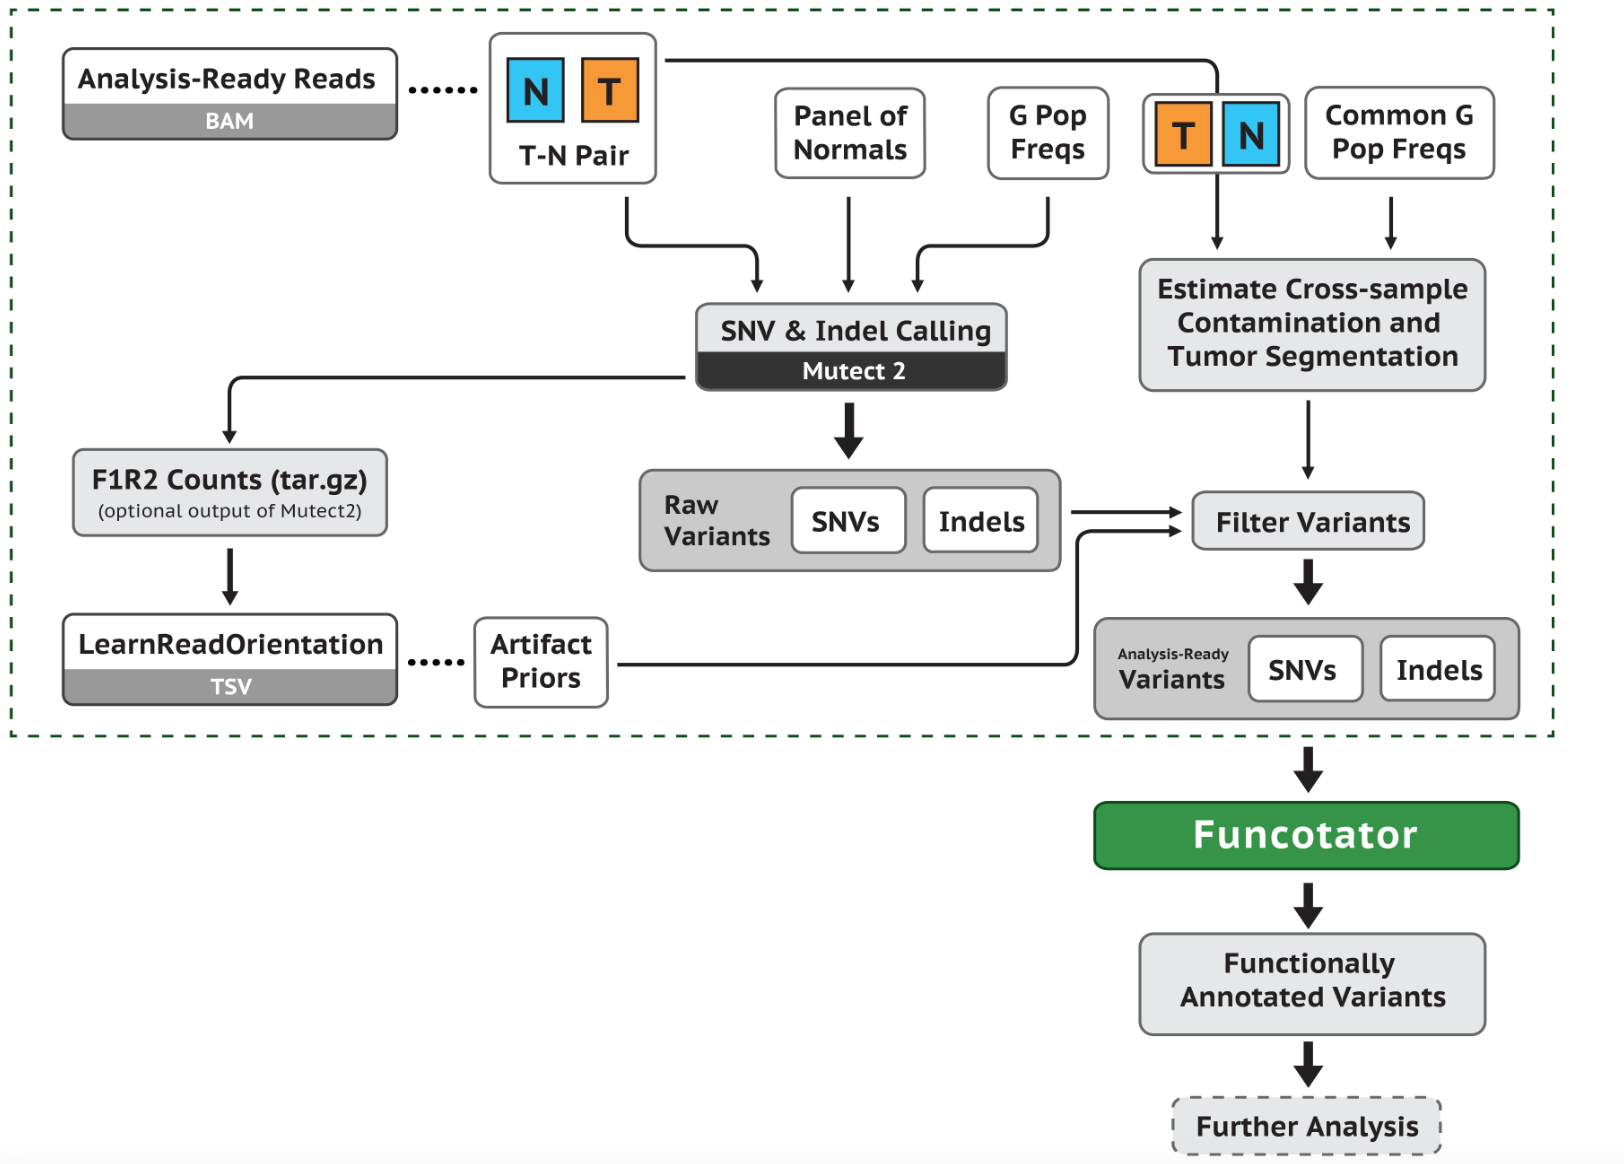 Analysis-Ready Reads
BAM
N T
T-N Pair
Panel of
Normals
G Pop
Freqs
T N
Common G
Pop Freqs
SNV & Indel Calling
Mutect 2
Estimate Cross-sample
Contamination and
Tumor Segmentation
F1R2 Counts (tar.gz)
(optional output of Mutect2)
Raw
Variants
SNVs
Indels
Filter Variants
LearnReadOrientation
TSV
Artifact
Priors
Analysis-Ready
Variants
SNVs
Indels
Funcotator
Functionally
Annotated Variants
Further Analysis